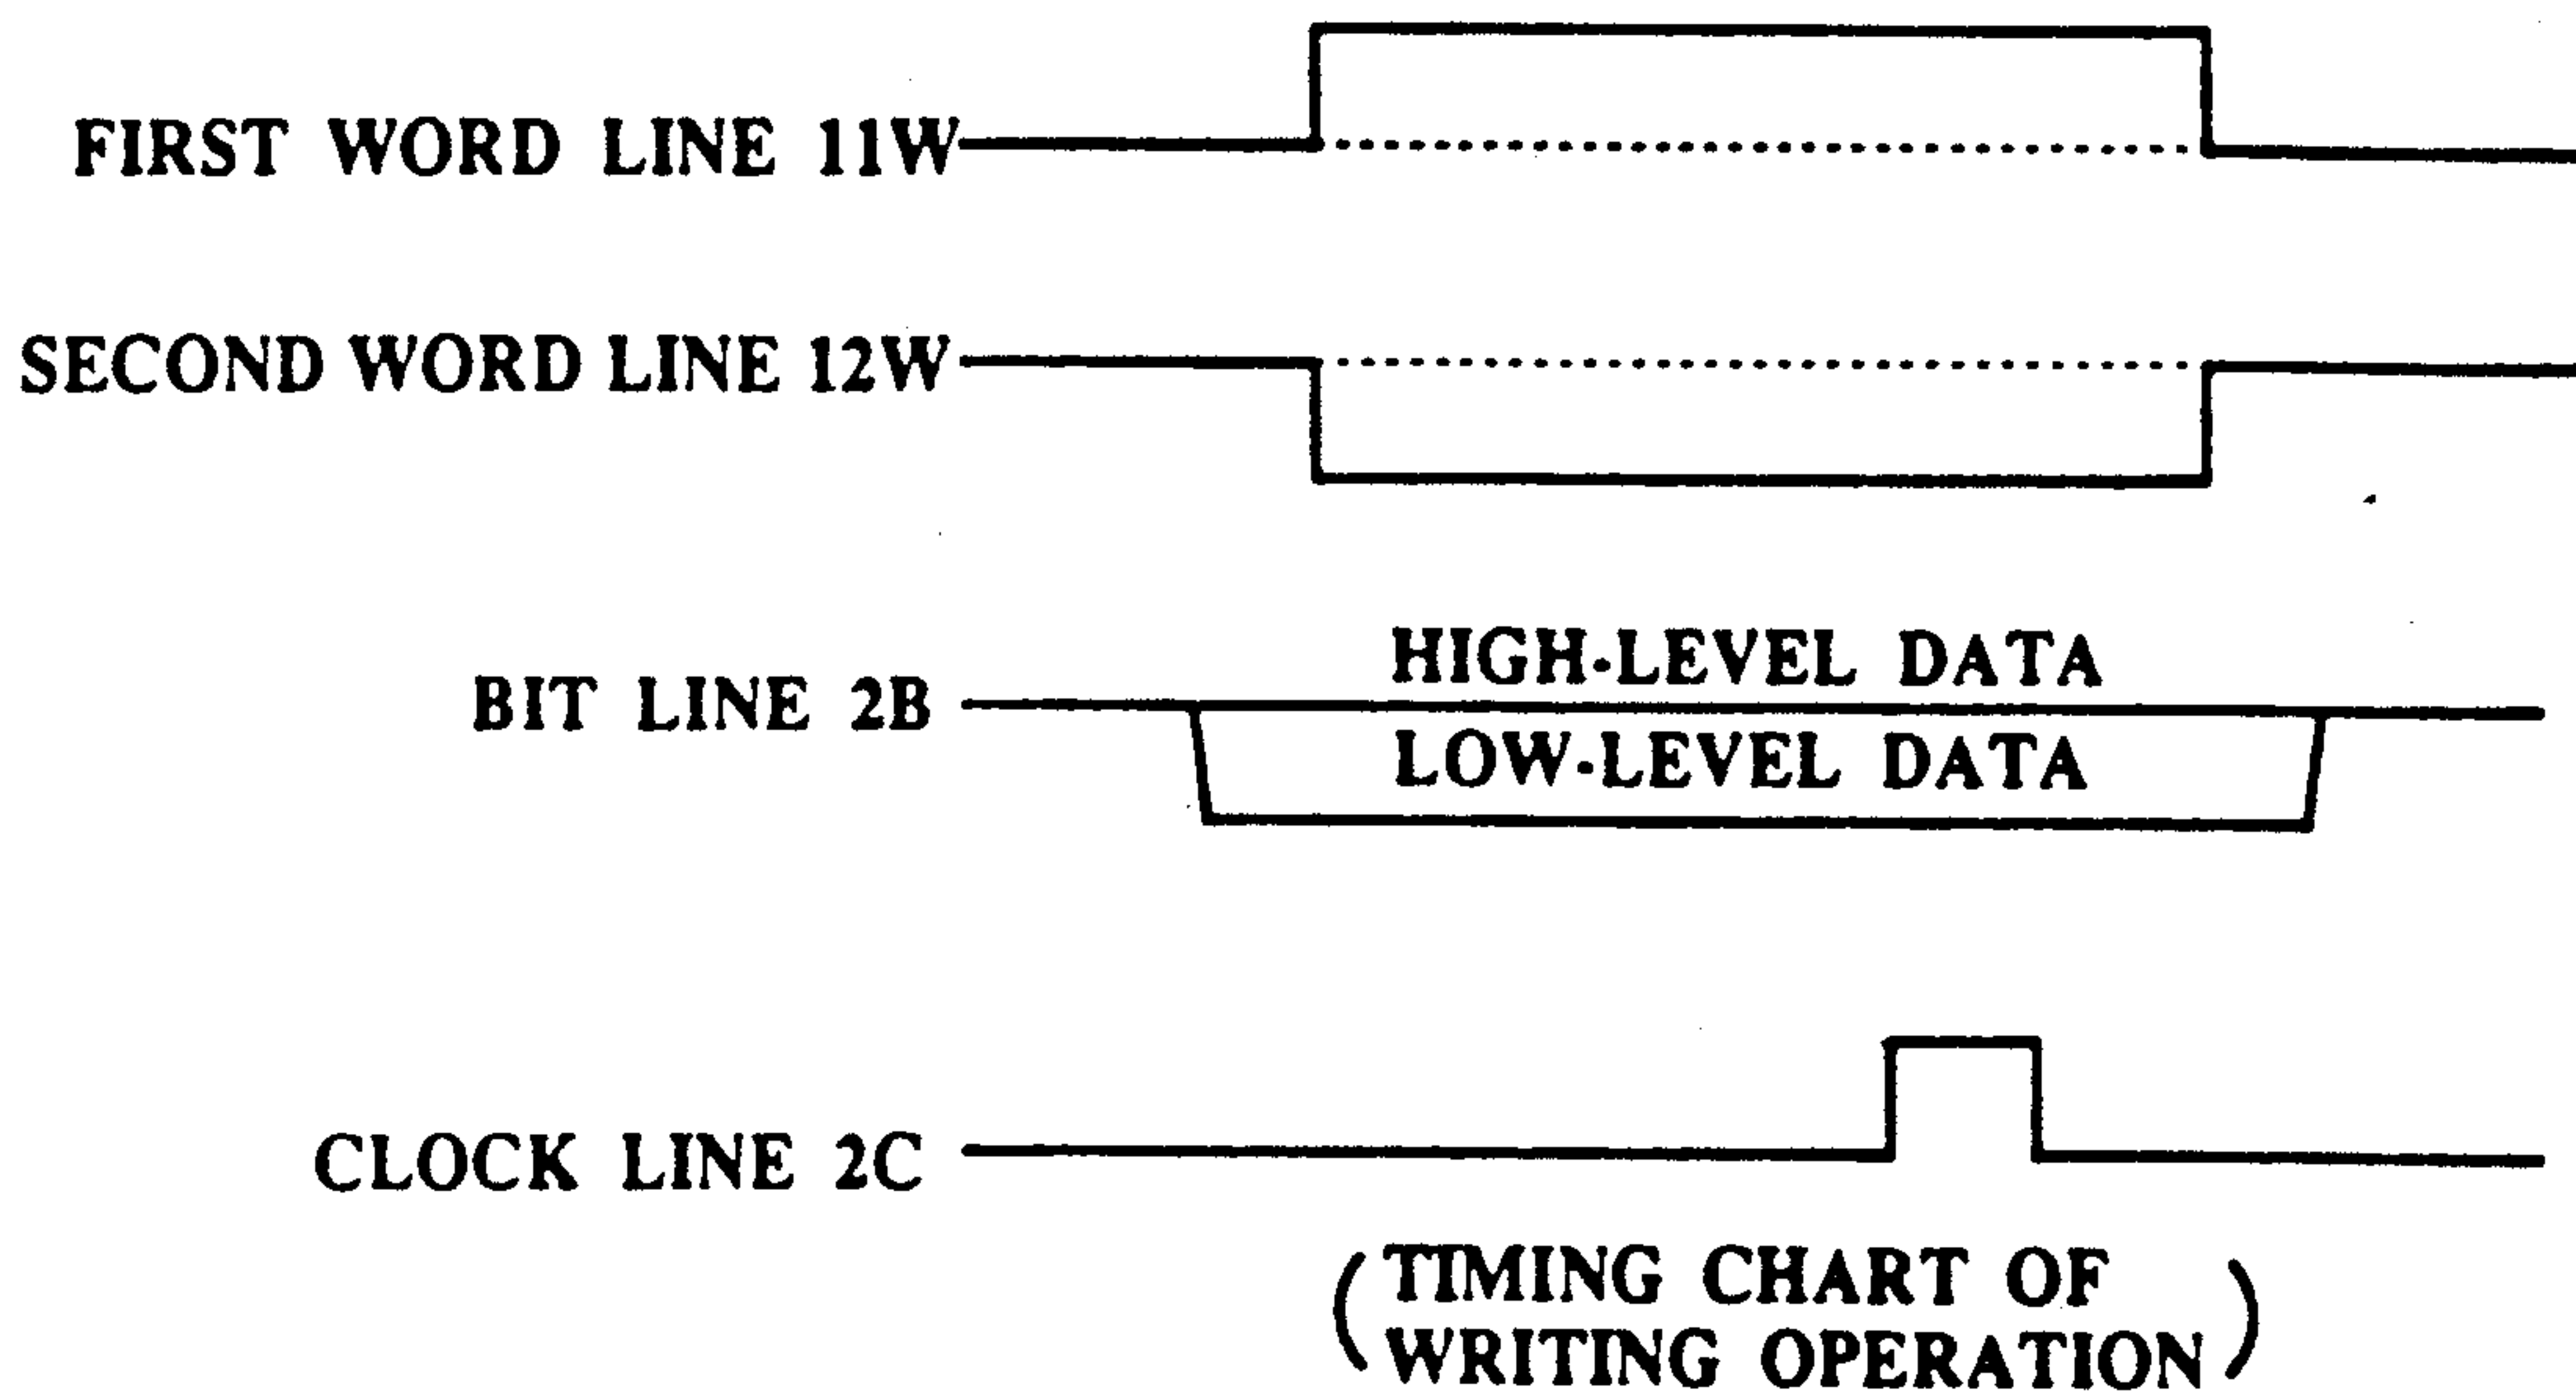 FIRST WORD LINE 11W
SECOND WORD LINE 12W
HIGH-LEVEL DATA
BIT LINE 2B
LOW-LEVEL DATA
CLOCK LINE 2C
(TIMING CHART OF
WRITING OPERATION)